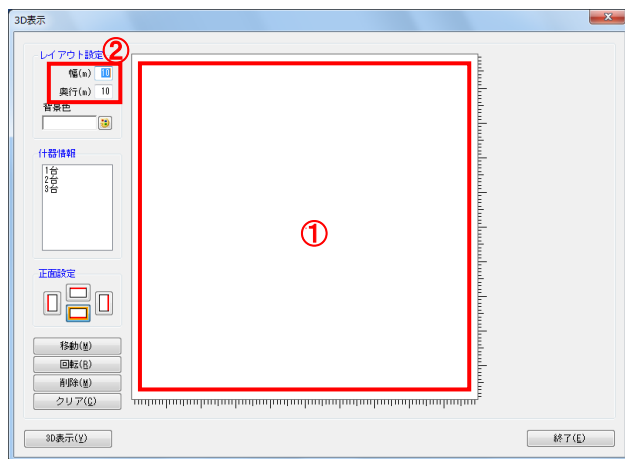 3D表示
レイアウト設定
②
幅(m) 10
奥行(m) 10
背景色
什器情報
1台
2台
3台
①
正面設定
移動(M)
回転(R)
削除(M)
クリア(C)
3D表示(V)
終了(E)